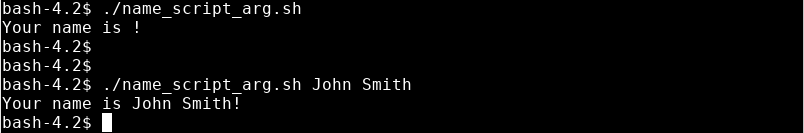 bash-4.2$ ./name_script_arg.sh
Your name is !
bash-4.2$
bash-4.2$
bash-4.2$ ./name_script_arg.sh John Smith
Your name is John Smith!
bash-4.2$